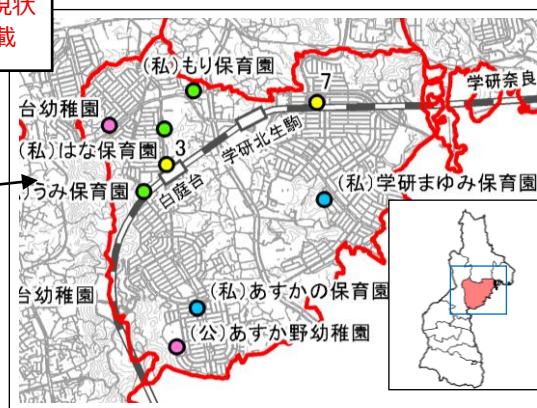 現状
載
(私)もり保育園
7
学研奈良
台幼稚園
学研北生駒
(私)はな保育園
3
白庭台
うみ保育園
(私)学研まゆみ保育園
台幼稚園
(私)あすかの保育園
(公)あすか野幼稚園